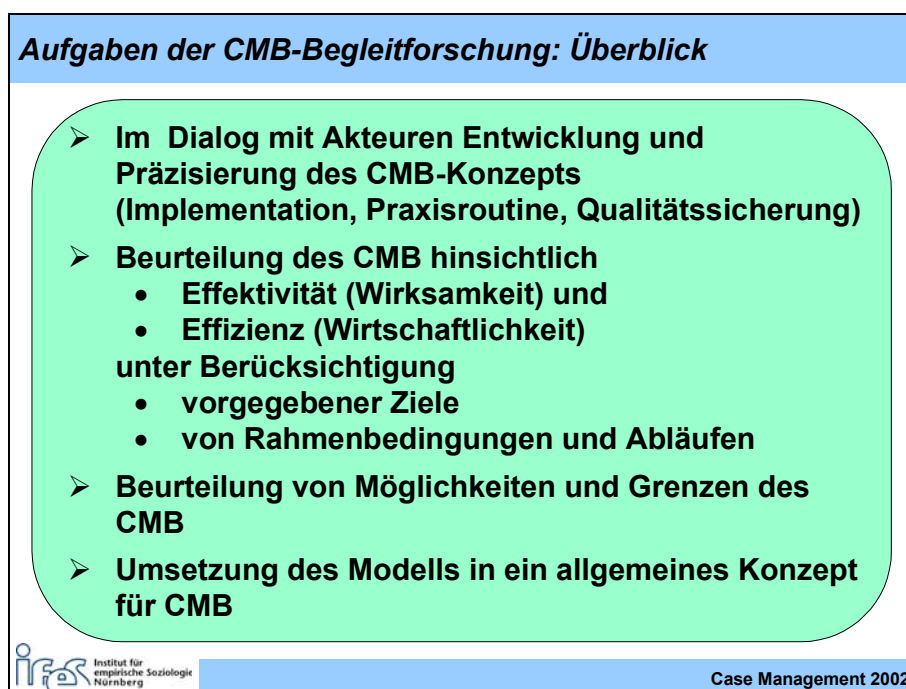 Aufgaben der CMB-Begleitforschung: Überblick
➢ Im Dialog mit Akteuren Entwicklung und
Präzisierung des CMB-Konzepts
(Implementation, Praxisroutine, Qualitätssicherung)
➢ Beurteilung des CMB hinsichtlich
• Effektivität (Wirksamkeit) und
• Effizienz (Wirtschaftlichkeit)
unter Berücksichtigung
• vorgegebener Ziele
• von Rahmenbedingungen und Abläufen
➢ Beurteilung von Möglichkeiten und Grenzen des
CMB
➢ Umsetzung des Modells in ein allgemeines Konzept
für CMB
ifes
Institut für
empirische Soziologie
Nürnberg
Case Management 2002